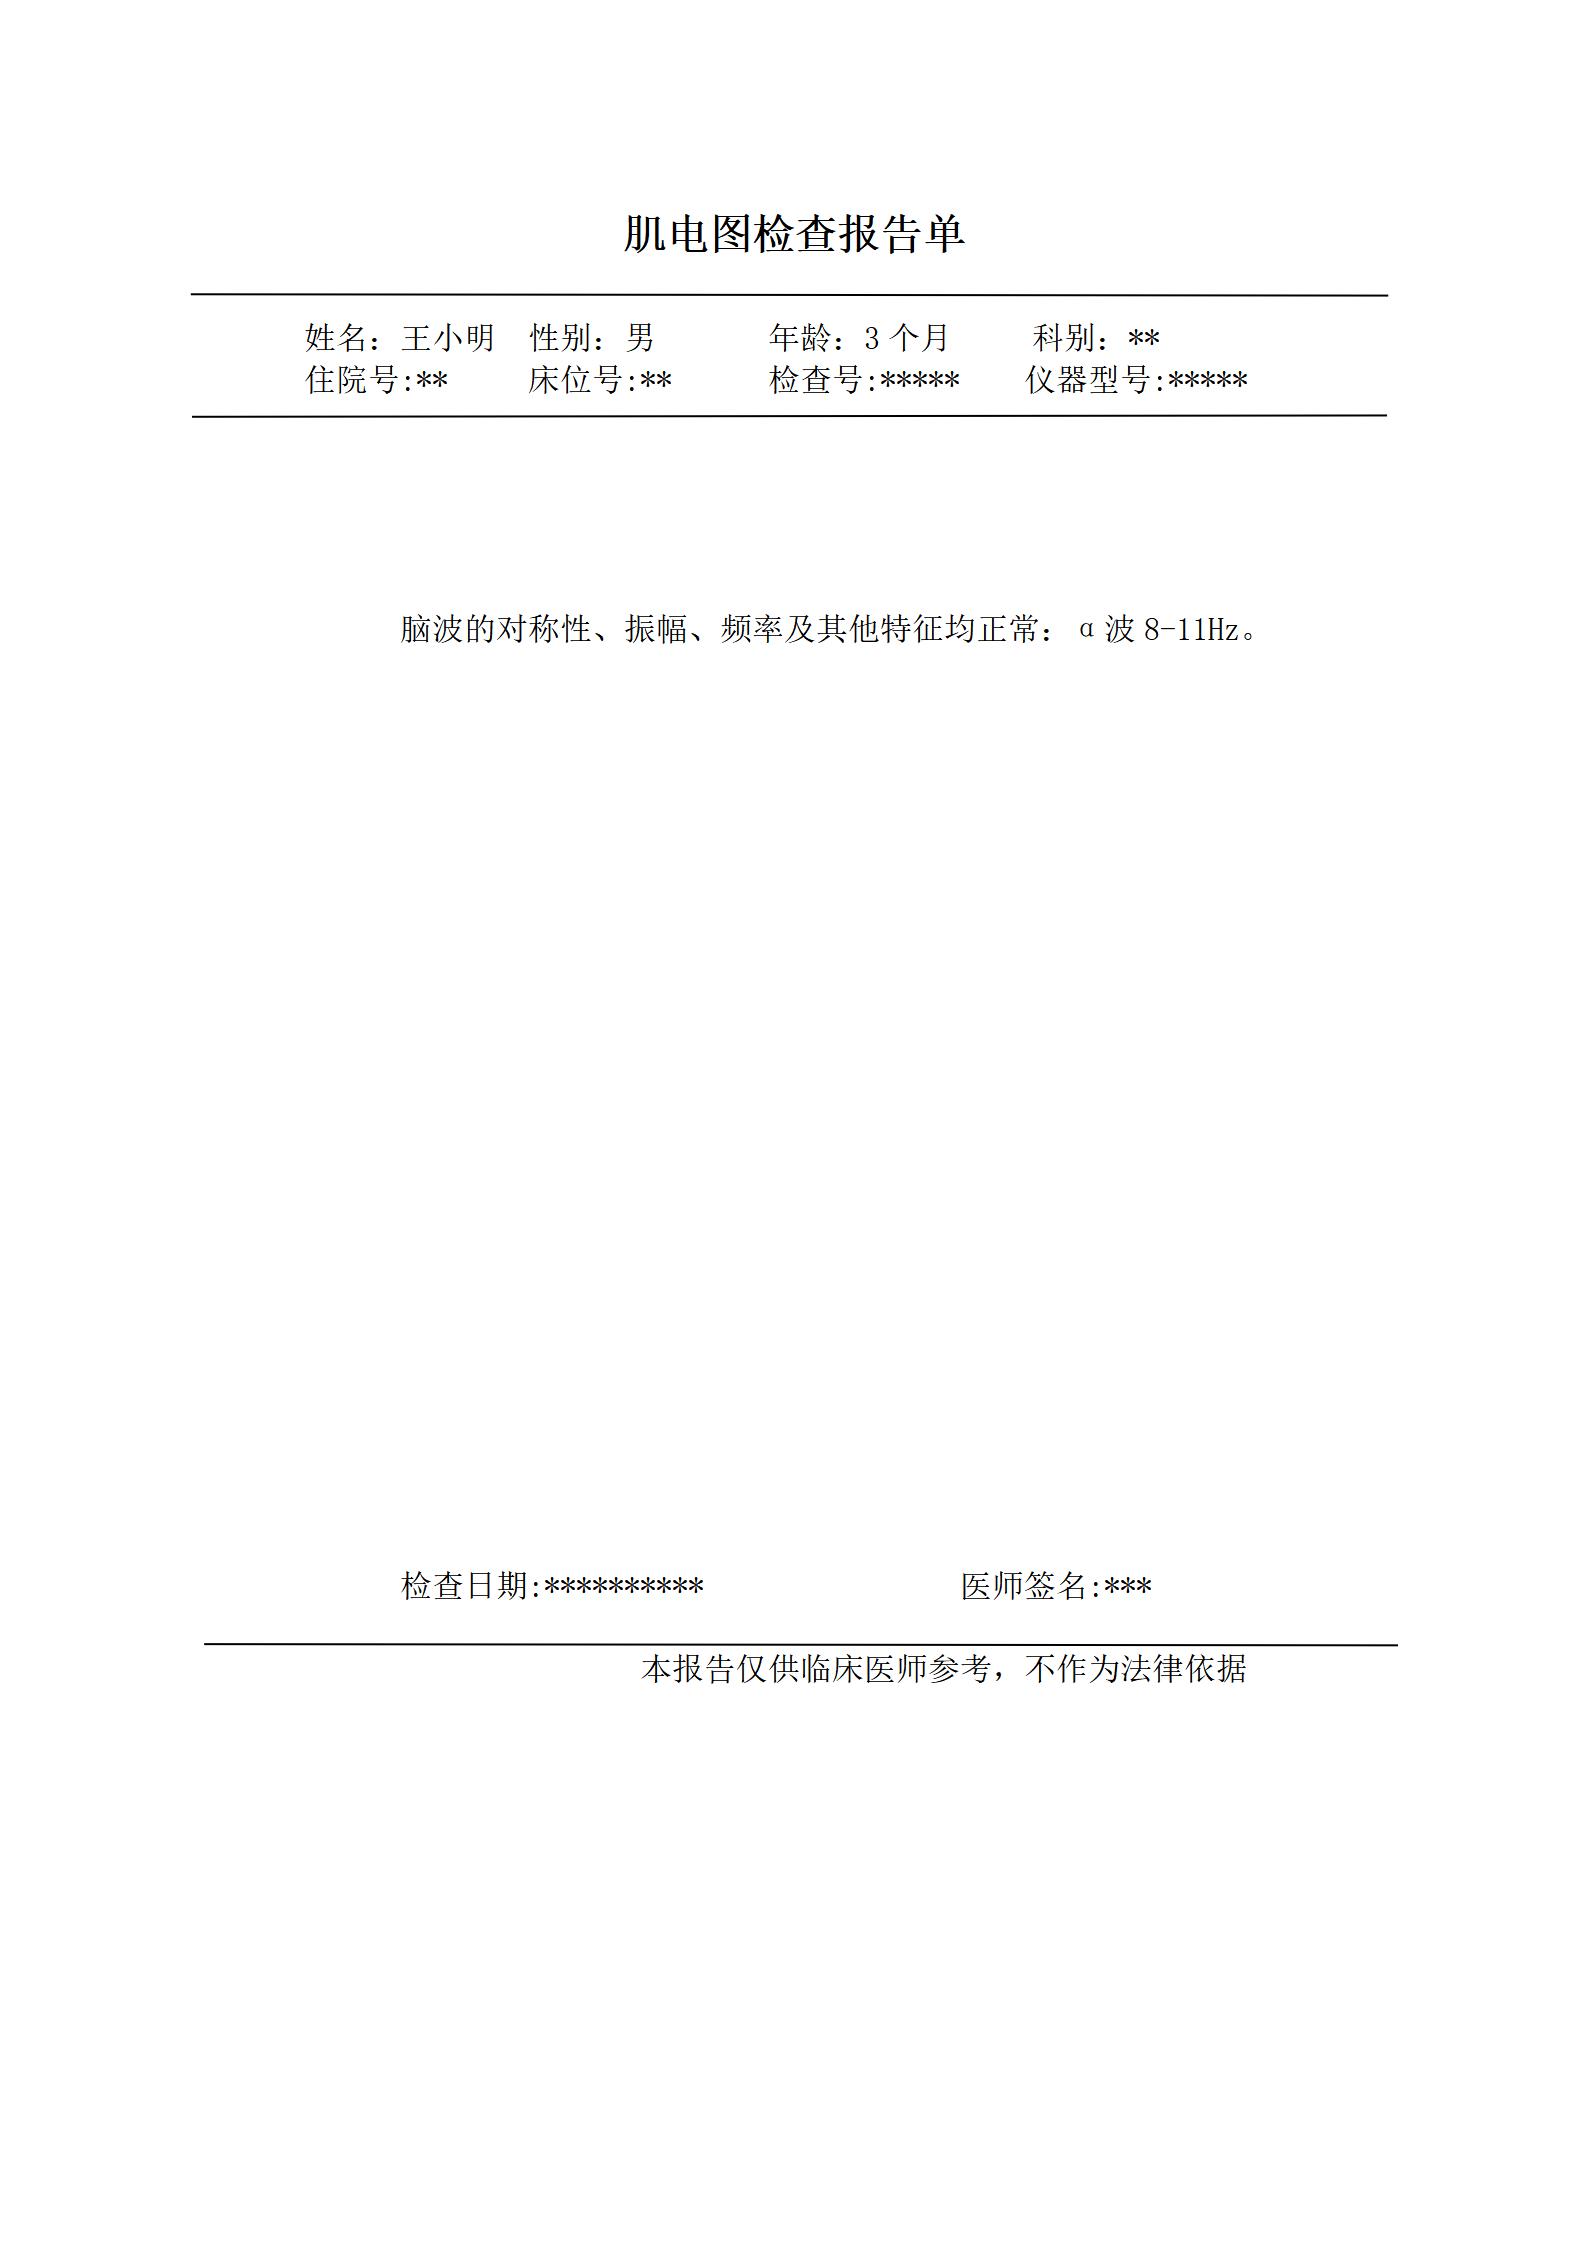 肌电图检查报告单
姓名：王小明 性别：男 年龄：3个月 科别：**
住院号:** 床位号:** 检查号:***** 仪器型号:*****
脑波的对称性、振幅、频率及其他特征均正常：α波8-11Hz。
检查日期:********** 医师签名:***
本报告仅供临床医师参考，不作为法律依据